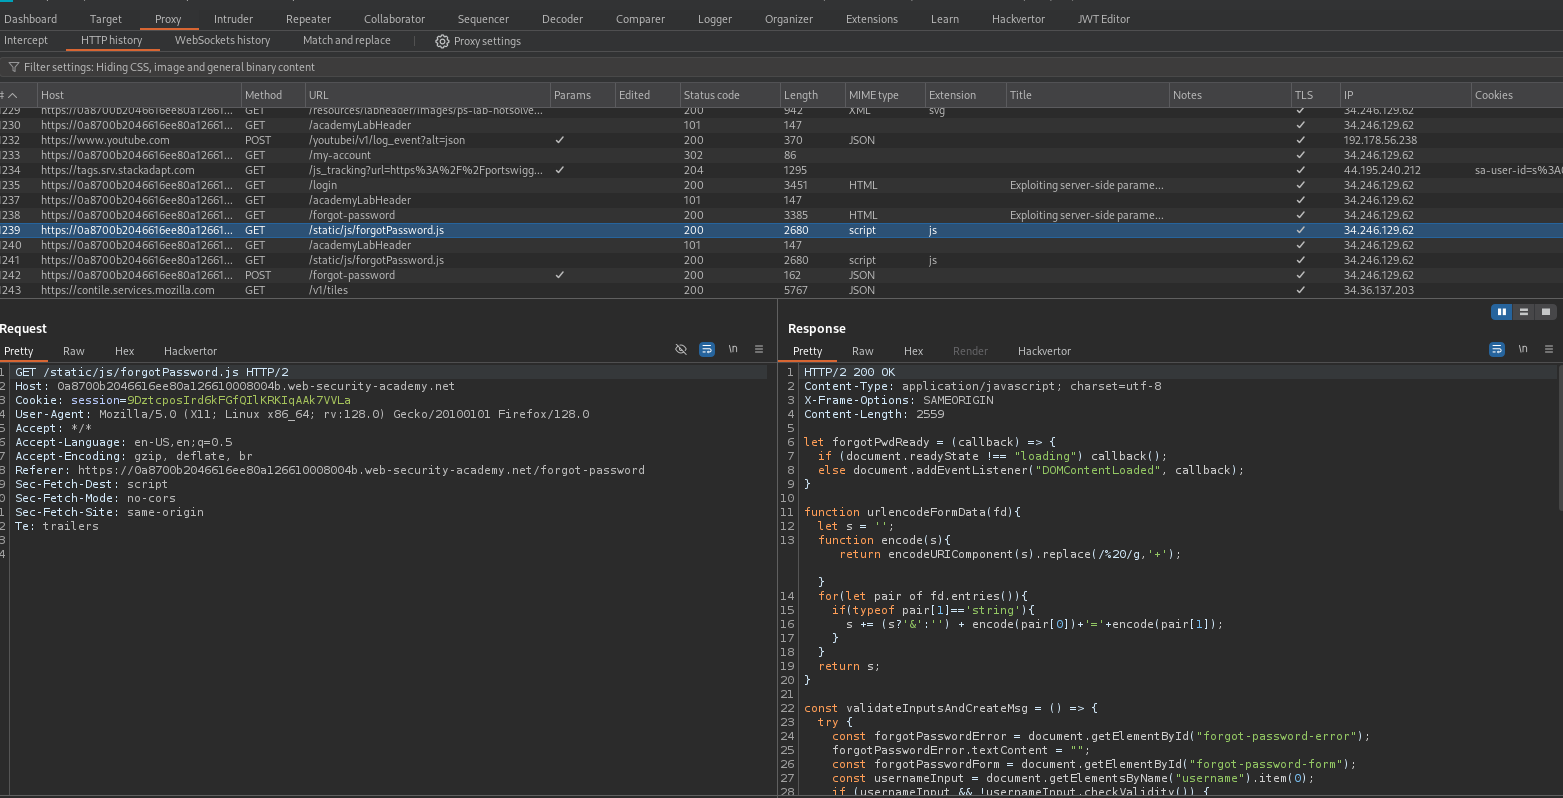 Dashboard Target Proxy Intruder Repeater Collaborator Sequencer Decoder Comparer Logger Organizer Extensions Learn Hackvertor JWT Editor
Intercept HTTP history WebSockets history Match and replace Proxy settings
Filter settings: Hiding CSS, image and general binary content
# Host Method URL Params Edited Status code Length MIME type Extension Title Notes TLS IP Cookies
1229 https://0a8700b2046616ee80a12661... GET /resources/labheader/images/ps-lab-notsolve... 200 942 XML svg ✓ 34.246.129.62
1230 https://0a8700b2046616ee80a12661... GET /academyLabHeader 101 147 ✓ 34.246.129.62
1232 https://www.youtube.com POST /youtubei/v1/log_event?alt=json ✓ 200 370 JSON ✓ 192.178.56.238
1233 https://0a8700b2046616ee80a12661... GET /my-account 302 86 ✓ 34.246.129.62
1234 https://tags.srv.stackadapt.com GET /js_tracking?url=https%3A%2F%2Fportswigg... ✓ 204 1295 ✓ 44.195.240.212 sa-user-id=s%3A
1235 https://0a8700b2046616ee80a12661... GET /login 200 3451 HTML Exploiting server-side parame... ✓ 34.246.129.62
1237 https://0a8700b2046616ee80a12661... GET /academyLabHeader 101 147 ✓ 34.246.129.62
1238 https://0a8700b2046616ee80a12661... GET /forgot-password 200 3385 HTML Exploiting server-side parame... ✓ 34.246.129.62
1239 https://0a8700b2046616ee80a12661... GET /static/js/forgotPassword.js 200 2680 script js ✓ 34.246.129.62
1240 https://0a8700b2046616ee80a12661... GET /academyLabHeader 101 147 ✓ 34.246.129.62
1241 https://0a8700b2046616ee80a12661... GET /static/js/forgotPassword.js 200 2680 script js ✓ 34.246.129.62
1242 https://0a8700b2046616ee80a12661... POST /forgot-password ✓ 200 162 JSON ✓ 34.246.129.62
1243 https://contile.services.mozilla.com GET /v1/tiles 200 5767 JSON ✓ 34.36.137.203
Request
Pretty Raw Hex Hackvertor \n
1 GET /static/js/forgotPassword.js HTTP/2
2 Host: 0a8700b2046616ee80a126610008004b.web-security-academy.net
3 Cookie: session=9DztcposIrd6kFGfQIlKRKIqAAk7VVLa
4 User-Agent: Mozilla/5.0 (X11; Linux x86_64; rv:128.0) Gecko/20100101 Firefox/128.0
5 Accept: */*
6 Accept-Language: en-US,en;q=0.5
7 Accept-Encoding: gzip, deflate, br
8 Referer: https://0a8700b2046616ee80a126610008004b.web-security-academy.net/forgot-password
9 Sec-Fetch-Dest: script
0 Sec-Fetch-Mode: no-cors
1 Sec-Fetch-Site: same-origin
2 Te: trailers
3
4
Response
Pretty Raw Hex Render Hackvertor \n
1 HTTP/2 200 OK
2 Content-Type: application/javascript; charset=utf-8
3 X-Frame-Options: SAMEORIGIN
4 Content-Length: 2559
5
6 let forgotPwdReady = (callback) => {
7 if (document.readyState !== "loading") callback();
8 else document.addEventListener("DOMContentLoaded", callback);
9 }
10
11 function urlencodeFormData(fd){
12 let s = '';
13 function encode(s){
return encodeURIComponent(s).replace(/%20/g,'+');
}
14 for(let pair of fd.entries()){
15 if(typeof pair[1]=='string'){
16 s += (s?'&':'') + encode(pair[0])+'='+encode(pair[1]);
17 }
18 }
19 return s;
20 }
21
22 const validateInputsAndCreateMsg = () => {
23 try {
24 const forgotPasswordError = document.getElementById("forgot-password-error");
25 forgotPasswordError.textContent = "";
26 const forgotPasswordForm = document.getElementById("forgot-password-form");
27 const usernameInput = document.getElementsByName("username").item(0);
28 if (usernameInput && !usernameInput.checkValidity()) {